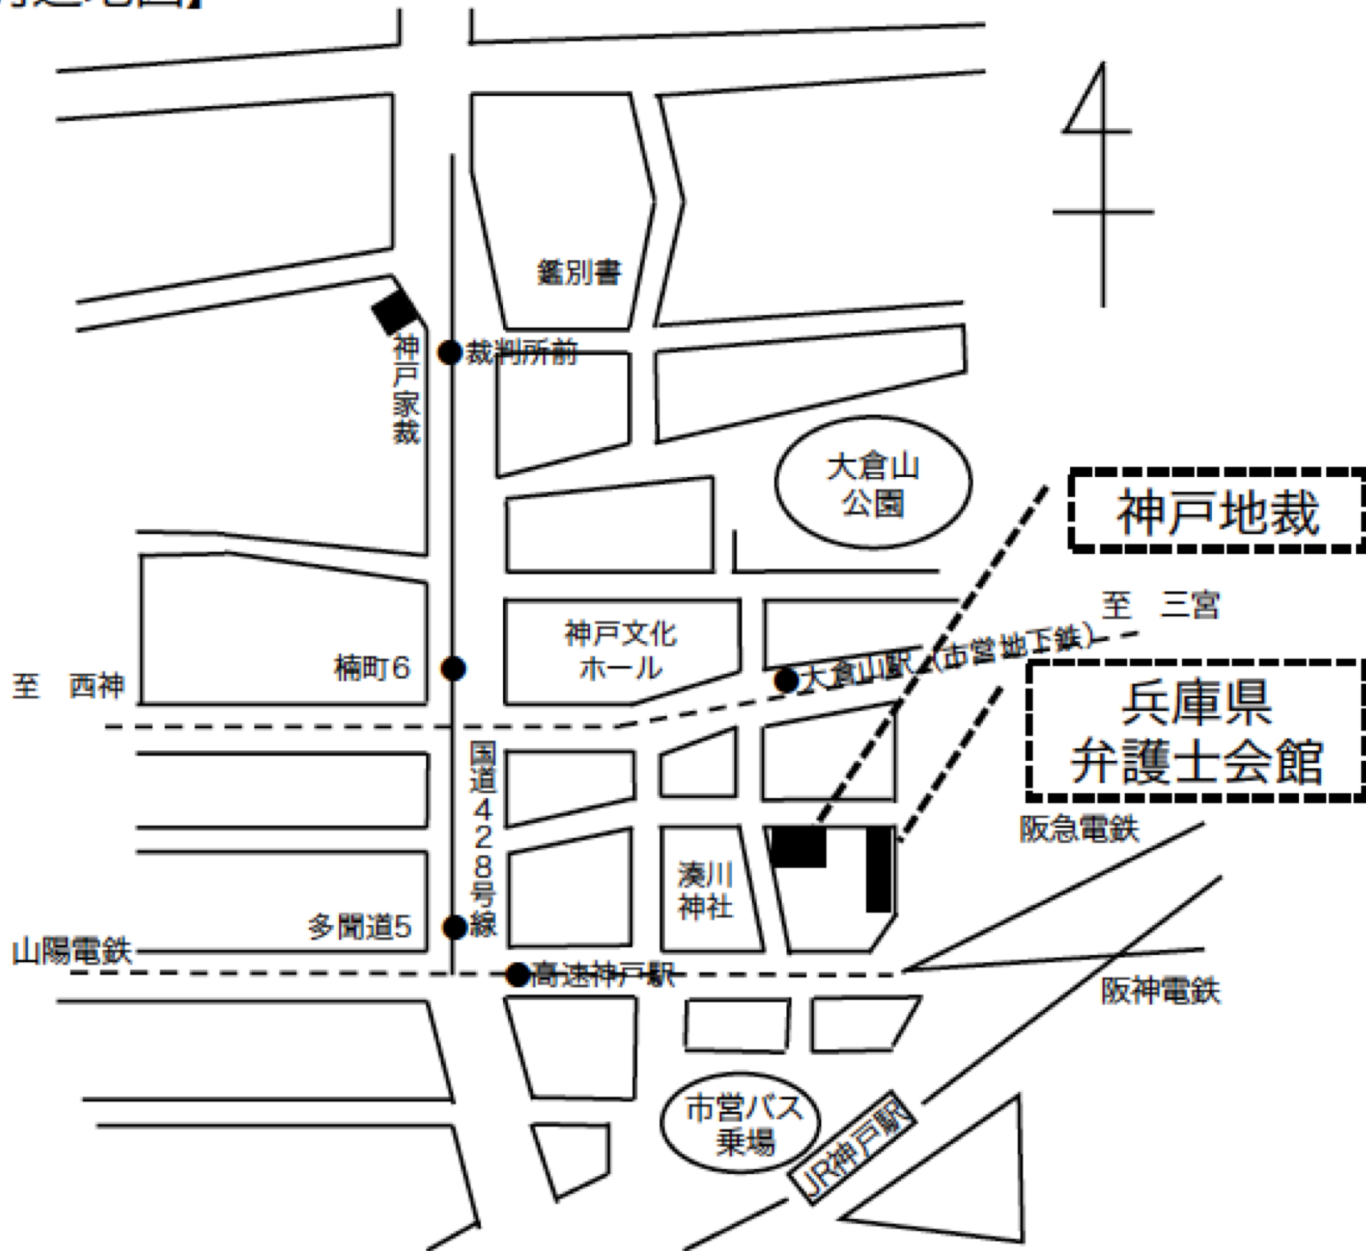 鑑別書
裁判所前
神戸家裁
大倉山
公園
神戸地裁
至 三宮
神戸文化
ホール
大倉山駅（市営地下鉄）
楠町6
至 西神
兵庫県
弁護士会館
国道428号線
阪急電鉄
湊川
神社
多聞道5
山陽電鉄
高速神戸駅
阪神電鉄
市営バス
乗場
JR神戸駅